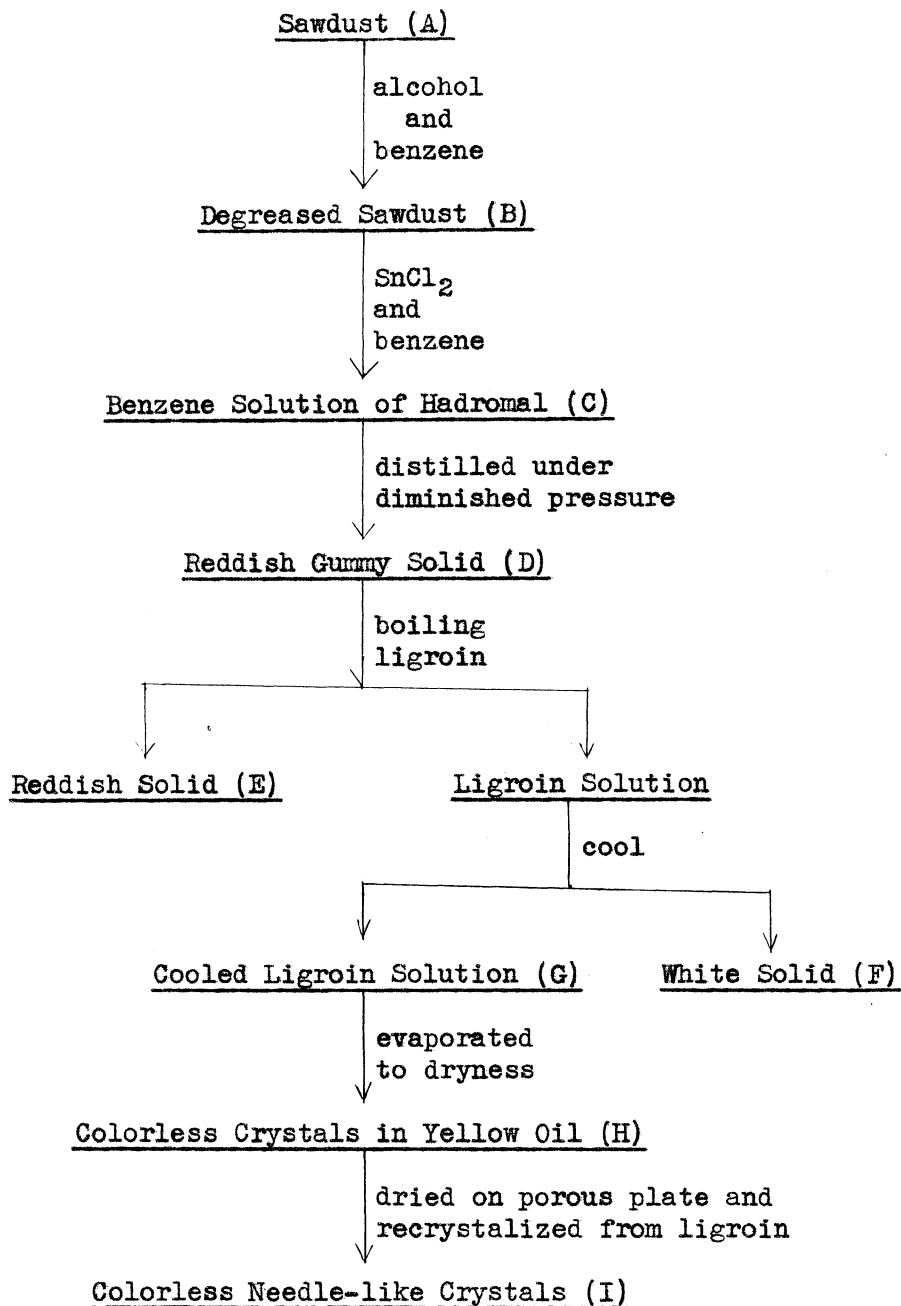 Sawdust (A)
alcohol
and
benzene
Degreased Sawdust (B)
SnCl2
and
benzene
Benzene Solution of Hadromal (C)
distilled under
diminished pressure
Reddish Gummy Solid (D)
boiling
ligroin
Reddish Solid (E)
Ligroin Solution
cool
Cooled Ligroin Solution (G)
White Solid (F)
evaporated
to dryness
Colorless Crystals in Yellow Oil (H)
dried on porous plate and
recrystalized from ligroin
Colorless Needle-like Crystals (I)